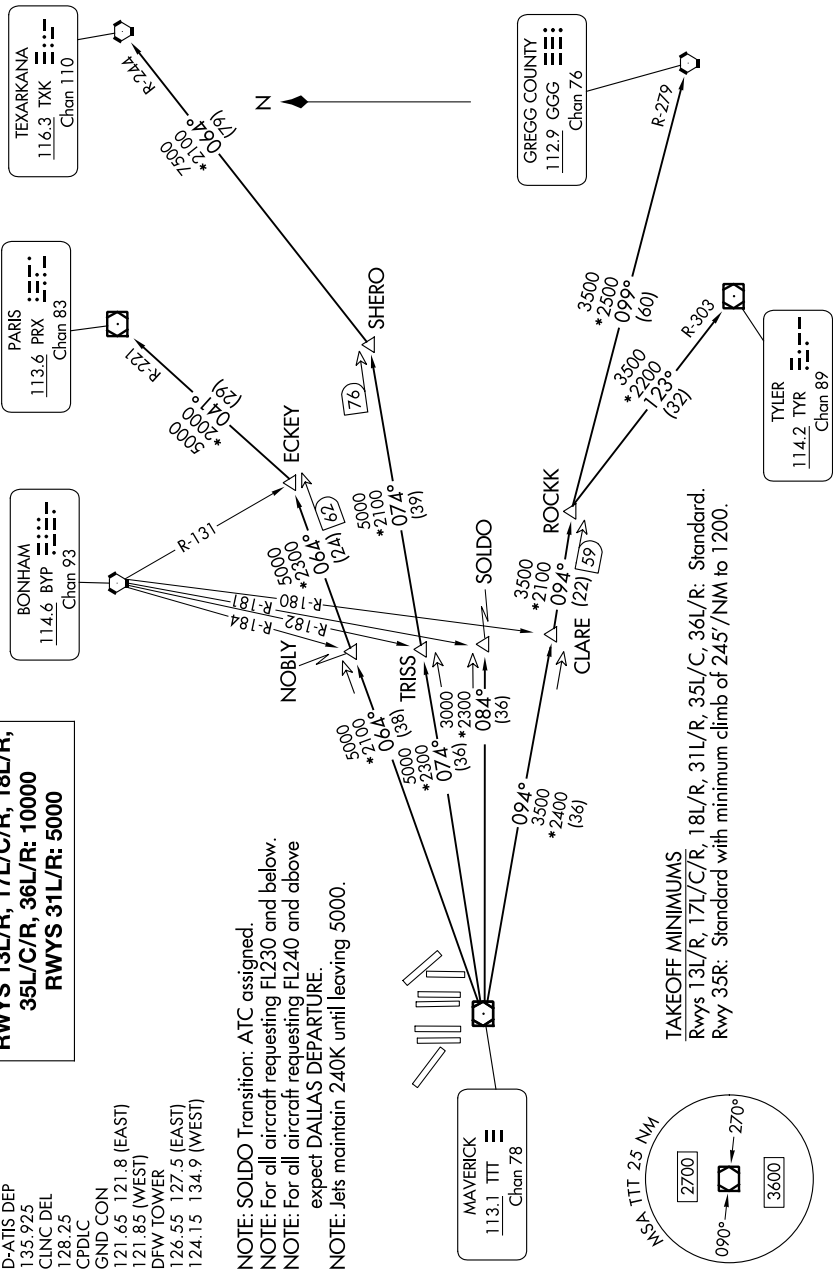 D-ATIS DEP
135.925
CLNC DEL
128.25
CPDLC
GND CON
121.65 121.8 (EAST)
121.85 (WEST)
DFW TOWER
126.55 127.5 (EAST)
124.15 134.9 (WEST)
RWYS 13L/R, 17L/C/R, 18L/R,
35L/C/R, 36L/R: 10000
RWYS 31L/R: 5000
NOTE: SOLDO Transition: ATC assigned.
NOTE: For all aircraft requesting FL230 and below.
NOTE: For all aircraft requesting FL240 and above
expect DALLAS DEPARTURE.
NOTE: Jets maintain 240K until leaving 5000.
BONHAM
114.6 BYP
Chan 93
PARIS
113.6 PRX
Chan 83
TEXARKANA
116.3 TXK
Chan 110
R-244
7500
*2100
064°
(79)
N
R-221
5000
*2000
041°
(29)
ECKEY
R-131
R-184
R-182
R-181
R-180
NOBLY
5000
*2300
064°
(24)
62
SHERO
76
5000
*2100
074°
(39)
5000
*2100
064°
(38)
TRISS
5000
*2300
074°
(36)
SOLDO
3000
*2300
084°
(36)
CLARE
094°
3500
*2400
(36)
3500
*2100
094°
(22)
59
ROCKK
3500
*2500
099°
(60)
R-279
GREGG COUNTY
112.9 GGG
Chan 76
3500
*2200
123°
(32)
R-303
TYLER
114.2 TYR
Chan 89
MAVERICK
113.1 TTT
Chan 78
MSA TTT 25 NM
2700
090°
270°
3600
TAKEOFF MINIMUMS
Rwys 13L/R, 17L/C/R, 18L/R, 31L/R, 35L/C, 36L/R: Standard.
Rwy 35R: Standard with minimum climb of 245'/NM to 1200.